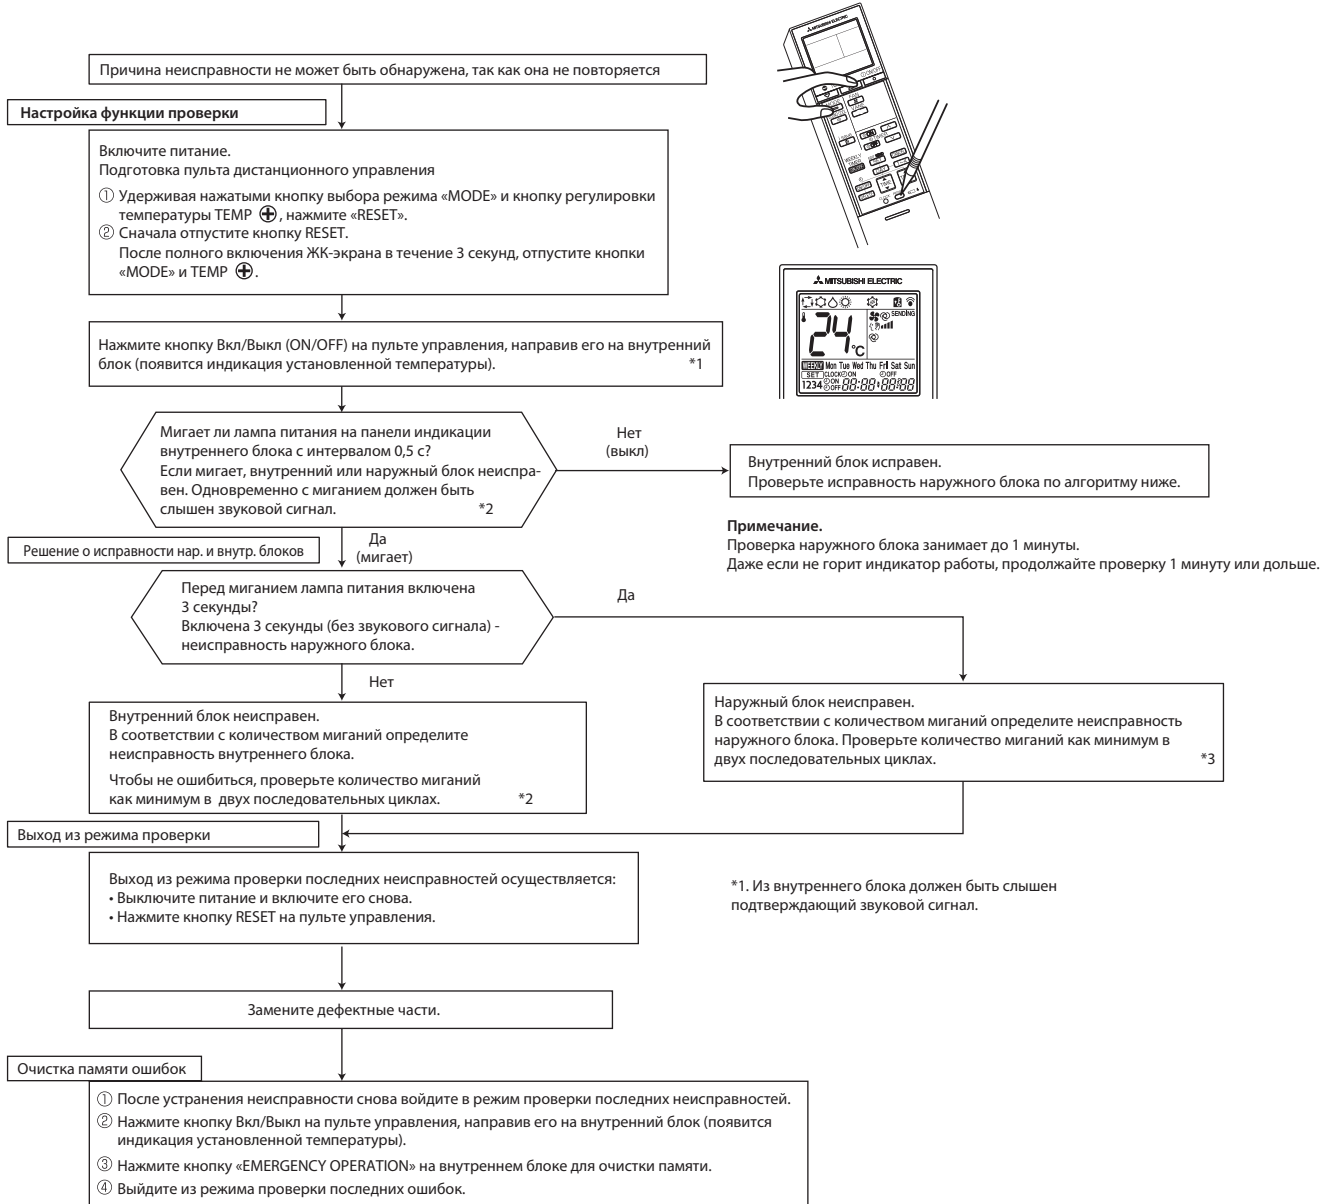 Причина неисправности не может быть обнаружена, так как она не повторяется
Настройка функции проверки
Включите питание.
Подготовка пульта дистанционного управления
① Удерживая нажатыми кнопку выбора режима «MODE» и кнопку регулировки
температуры TEMP ⊕, нажмите «RESET».
② Сначала отпустите кнопку RESET.
После полного включения ЖК-экрана в течение 3 секунд, отпустите кнопки
«MODE» и TEMP ⊕.
MITSUBISHI ELECTRIC
MITSUBISHI ELECTRIC
SENDING
24°C
WEEKLY Mon Tue Wed Thu Fri Sat Sun
SET CLOCK ON OFF
1234 ON OFF 88:88 88:88
Нажмите кнопку Вкл/Выкл (ON/OFF) на пульте управления, направив его на внутренний
блок (появится индикация установленной температуры). *1
Мигает ли лампа питания на панели индикации
внутреннего блока с интервалом 0,5 с?
Если мигает, внутренний или наружный блок неиспра-
вен. Одновременно с миганием должен быть
слышен звуковой сигнал. *2
Нет
(выкл)
Внутренний блок исправен.
Проверьте исправность наружного блока по алгоритму ниже.
Примечание.
Проверка наружного блока занимает до 1 минуты.
Даже если не горит индикатор работы, продолжайте проверку 1 минуту или дольше.
Решение о исправности нар. и внутр. блоков
Да
(мигает)
Перед миганием лампа питания включена
3 секунды?
Включена 3 секунды (без звукового сигнала) -
неисправность наружного блока.
Да
Нет
Внутренний блок неисправен.
В соответствии с количеством миганий определите
неисправность внутреннего блока.
Чтобы не ошибиться, проверьте количество миганий
как минимум в двух последовательных циклах. *2
Наружный блок неисправен.
В соответствии с количеством миганий определите неисправность
наружного блока. Проверьте количество миганий как минимум в
двух последовательных циклах. *3
Выход из режима проверки
Выход из режима проверки последних неисправностей осуществляется:
• Выключите питание и включите его снова.
• Нажмите кнопку RESET на пульте управления.
*1. Из внутреннего блока должен быть слышен
подтверждающий звуковой сигнал.
Замените дефектные части.
Очистка памяти ошибок
① После устранения неисправности снова войдите в режим проверки последних неисправностей.
② Нажмите кнопку Вкл/Выкл на пульте управления, направив его на внутренний блок (появится
индикация установленной температуры).
③ Нажмите кнопку «EMERGENCY OPERATION» на внутреннем блоке для очистки памяти.
④ Выйдите из режима проверки последних ошибок.